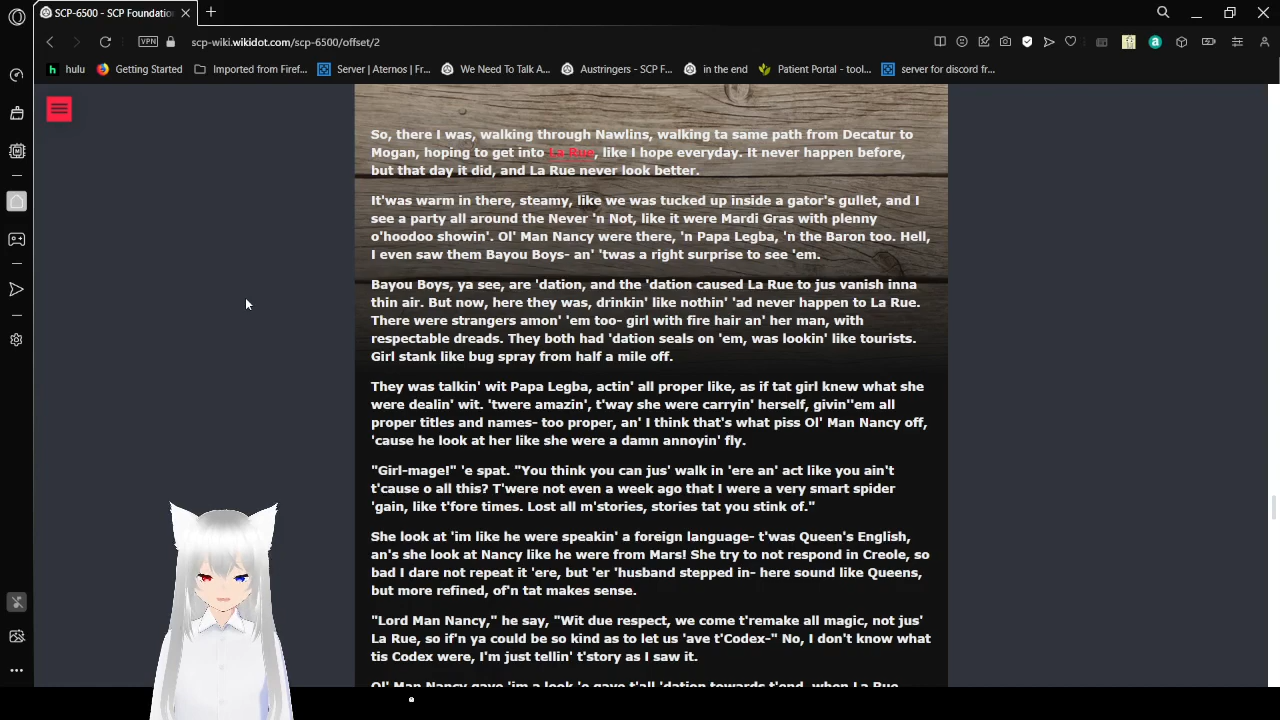 SCP-6500 - SCP Foundatio
scp-wiki.wikidot.com/scp-6500/offset/2
VPN
hulu
Getting Started
Imported from Firef...
Server | Aternos | Fr...
We Need To Talk A...
Austringers - SCP F...
in the end
Patient Portal - tool...
server for discord fr...
So, there I was, walking through Nawlins, walking ta same path from Decatur to
Mogan, hoping to get into La Rue, like I hope everyday. It never happen before,
but that day it did, and La Rue never look better.
It'was warm in there, steamy, like we was tucked up inside a gator's gullet, and I
see a party all around the Never 'n Not, like it were Mardi Gras with plenny
o'hoodoo showin'. Ol' Man Nancy were there, 'n Papa Legba, 'n the Baron too. Hell,
I even saw them Bayou Boys- an' 'twas a right surprise to see 'em.
Bayou Boys, ya see, are 'dation, and the 'dation caused La Rue to jus vanish inna
thin air. But now, here they was, drinkin' like nothin' 'ad never happen to La Rue.
There were strangers amon' 'em too- girl with fire hair an' her man, with
respectable dreads. They both had 'dation seals on 'em, was lookin' like tourists.
Girl stank like bug spray from half a mile off.
They was talkin' wit Papa Legba, actin' all proper like, as if tat girl knew what she
were dealin' wit. 'twere amazin', t'way she were carryin' herself, givin''em all
proper titles and names- too proper, an' I think that's what piss Ol' Man Nancy off,
'cause he look at her like she were a damn annoyin' fly.
"Girl-mage!" 'e spat. "You think you can jus' walk in 'ere an' act like you ain't
t'cause o all this? T'were not even a week ago that I were a very smart spider
'gain, like t'fore times. Lost all m'stories, stories tat you stink of."
She look at 'im like he were speakin' a foreign language- t'was Queen's English,
an's she look at Nancy like he were from Mars! She try to not respond in Creole, so
bad I dare not repeat it 'ere, but 'er 'husband stepped in- here sound like Queens,
but more refined, of'n tat makes sense.
"Lord Man Nancy," he say, "Wit due respect, we come t'remake all magic, not jus'
La Rue, so if'n ya could be so kind as to let us 'ave t'Codex-" No, I don't know what
tis Codex were, I'm just tellin' t'story as I saw it.
Ol' Man Nancy gave 'im a look 'e gave t'all 'dation towards t'end, when La Rue